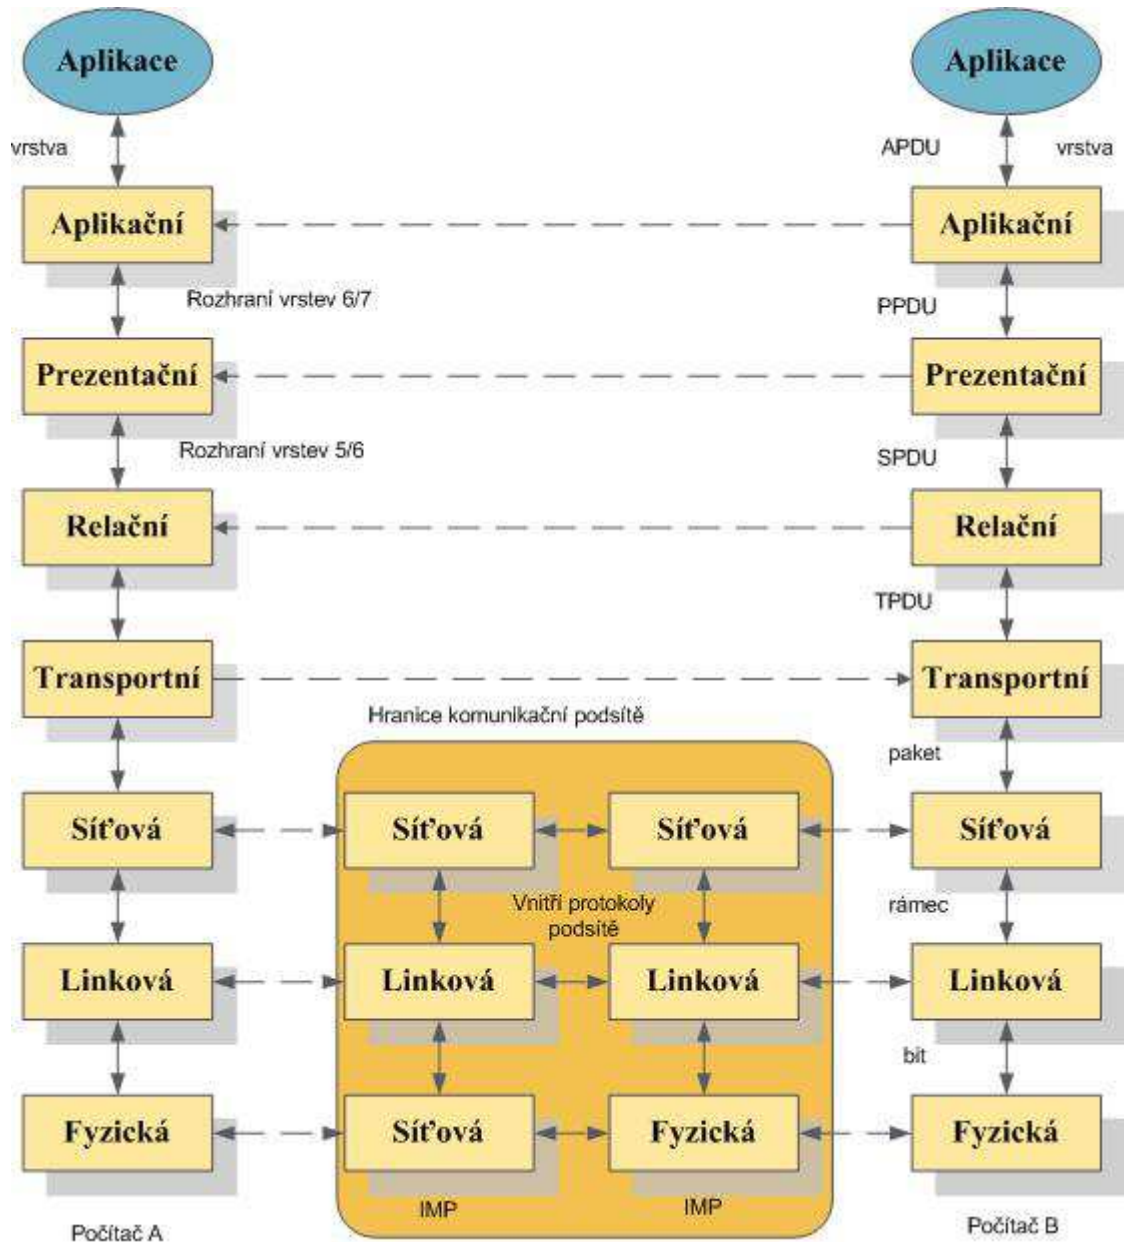 Aplikace
Aplikace
vrstva
APDU
vrstva
Aplikační
Aplikační
Rozhraní vrstev 6/7
PPDU
Prezentační
Prezentační
Rozhraní vrstev 5/6
SPDU
Relační
Relační
TPDU
Transportní
Transportní
Hranice komunikační podsítě
paket
Síťová
Síťová
Síťová
Síťová
rámec
Vnitří protokoly
podsítě
Linková
Linková
Linková
Linková
bit
Fyzická
Síťová
Fyzická
Fyzická
IMP
IMP
Počítač A
Počítač B